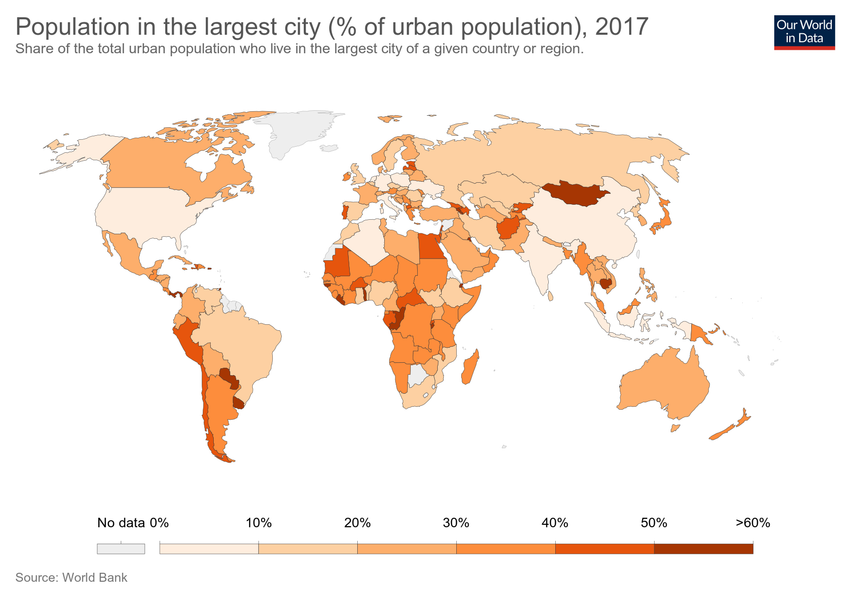 Population in the largest city (% of urban population), 2017
Share of the total urban population who live in the largest city of a given country or region.
Our World
in Data
No data 0% 10% 20% 30% 40% 50% >60%
Source: World Bank